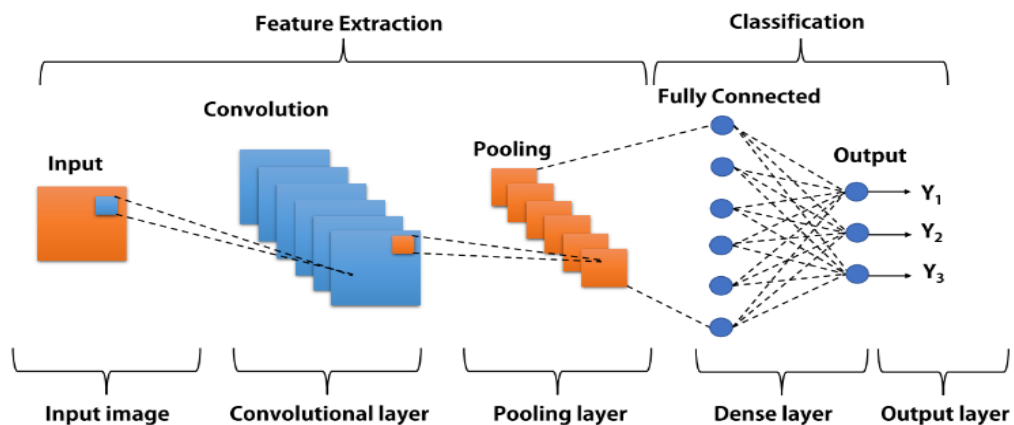 Feature Extraction
Classification
Convolution
Fully Connected
Input
Pooling
Output
Y1
Y2
Y3
Input image
Convolutional layer
Pooling layer
Dense layer
Output layer